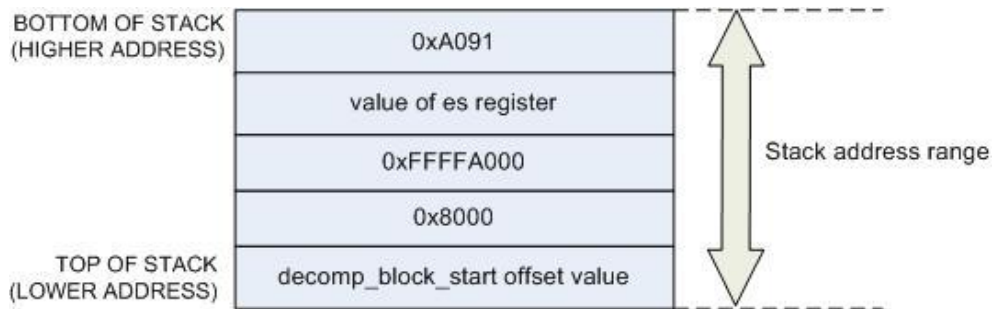 BOTTOM OF STACK
(HIGHER ADDRESS)
0xA091
value of es register
0xFFFFA000
Stack address range
0x8000
TOP OF STACK
(LOWER ADDRESS)
decomp_block_start offset value